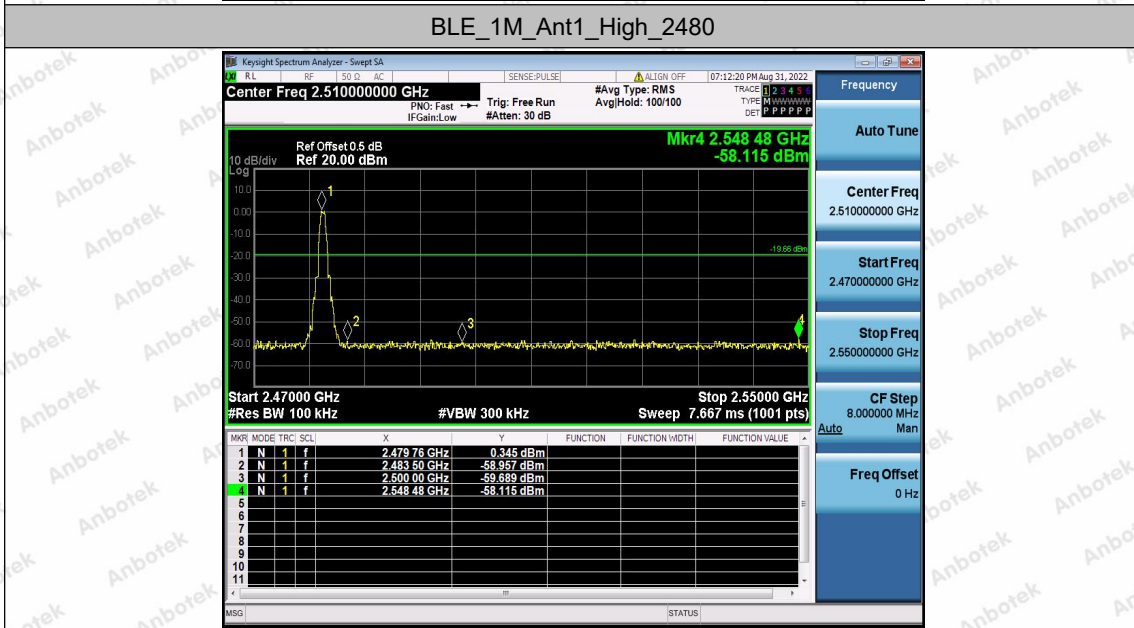 BLE_1M_Ant1_High_2480
Keysight Spectrum Analyzer - Swept SA
LXI RL RF 50 Ω AC SENSE:PULSE ALIGN OFF 07:12:20 PM Aug 31, 2022
Center Freq 2.510000000 GHz
PNO: Fast
IFGain:Low
Trig: Free Run
#Atten: 30 dB
#Avg Type: RMS
Avg|Hold: 100/100
TRACE 1 2 3 4 5 6
TYPE M W W W W W
DET P P P P P P
Mkr4 2.548 48 GHz
-58.115 dBm
Ref Offset 0.5 dB
10 dB/div Ref 20.00 dBm
Log
10.0
0.00
-10.0
-20.0
-30.0
-40.0
-50.0
-60.0
-70.0
1
2
3
4
-19.66 dBm
Start 2.47000 GHz Stop 2.55000 GHz
#Res BW 100 kHz #VBW 300 kHz Sweep 7.667 ms (1001 pts)
MKR MODE TRC SCL X Y FUNCTION FUNCTION WIDTH FUNCTION VALUE
1 N 1 f 2.479 76 GHz 0.345 dBm
2 N 1 f 2.483 50 GHz -58.957 dBm
3 N 1 f 2.500 00 GHz -59.689 dBm
4 N 1 f 2.548 48 GHz -58.115 dBm
5
6
7
8
9
10
11
MSG STATUS
Frequency
Auto Tune
Center Freq
2.510000000 GHz
Start Freq
2.470000000 GHz
Stop Freq
2.550000000 GHz
CF Step
8.000000 MHz
Auto Man
Freq Offset
0 Hz
Anbotek